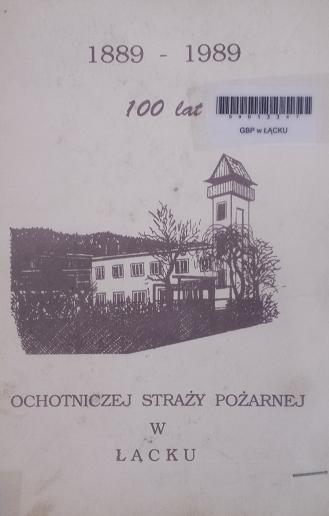 1889 - 1989
100 lat
GBP w ŁĄCKU
OCHOTNICZEJ STRAŻY POŻARNEJ
W
ŁĄCKU